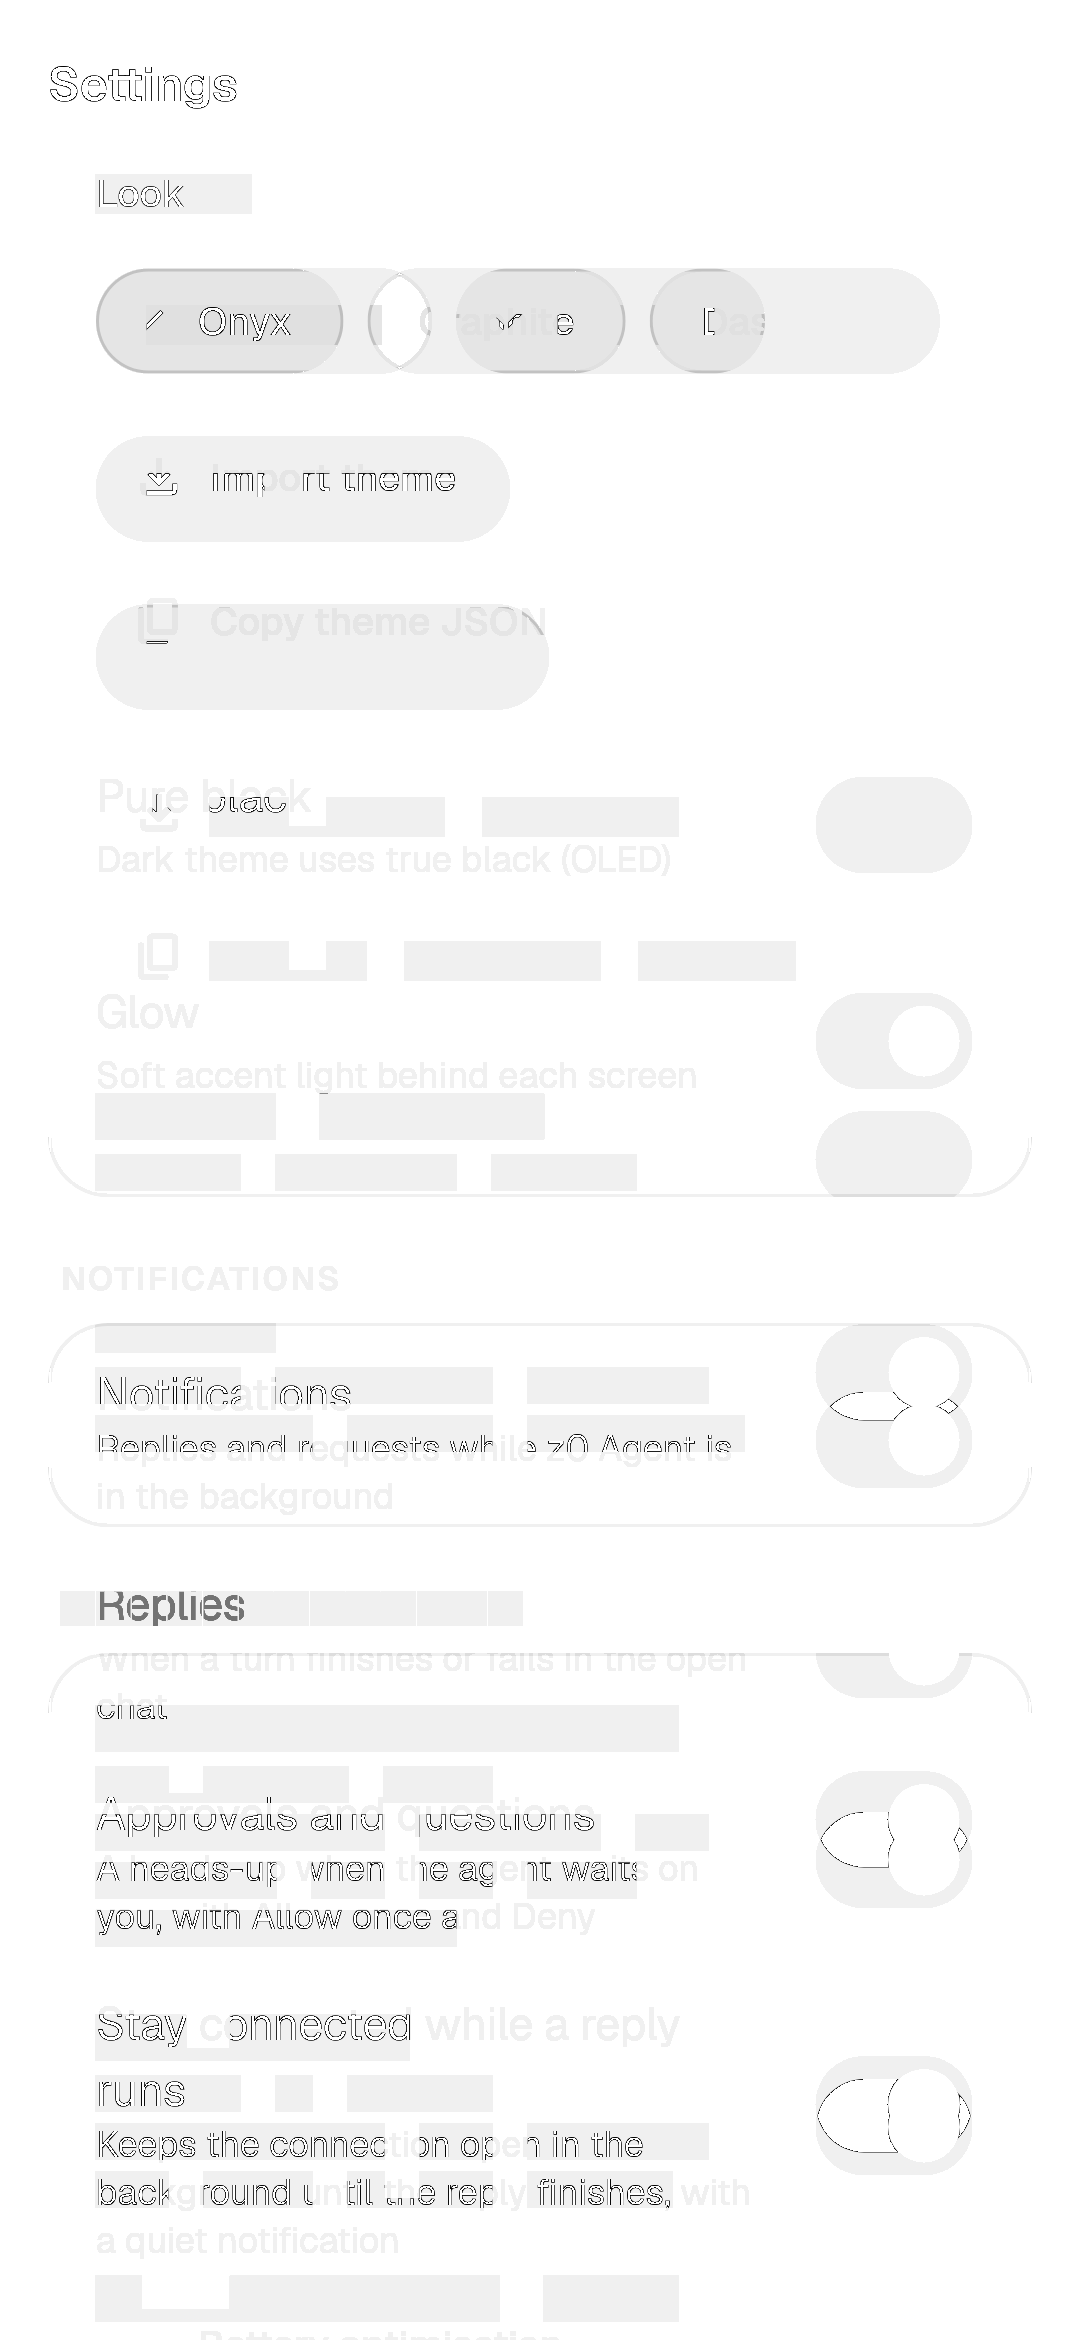 Settings
Look
Onyx
Import theme
Copy theme JSON
Pure black
Dark theme uses true black (OLED)
Glow
Soft accent light behind each screen
NOTIFICATIONS
Notifications
Replies and requests while z0 Agent is
in the background
Replies
When a turn finishes or fails in the open
chat
Approvals and questions
A heads-up when the agent waits on
you, with Allow once and Deny
Stay connected while a reply
runs
Keeps the connection open in the
background until the reply finishes, with
a quiet notification
Battery optimisation